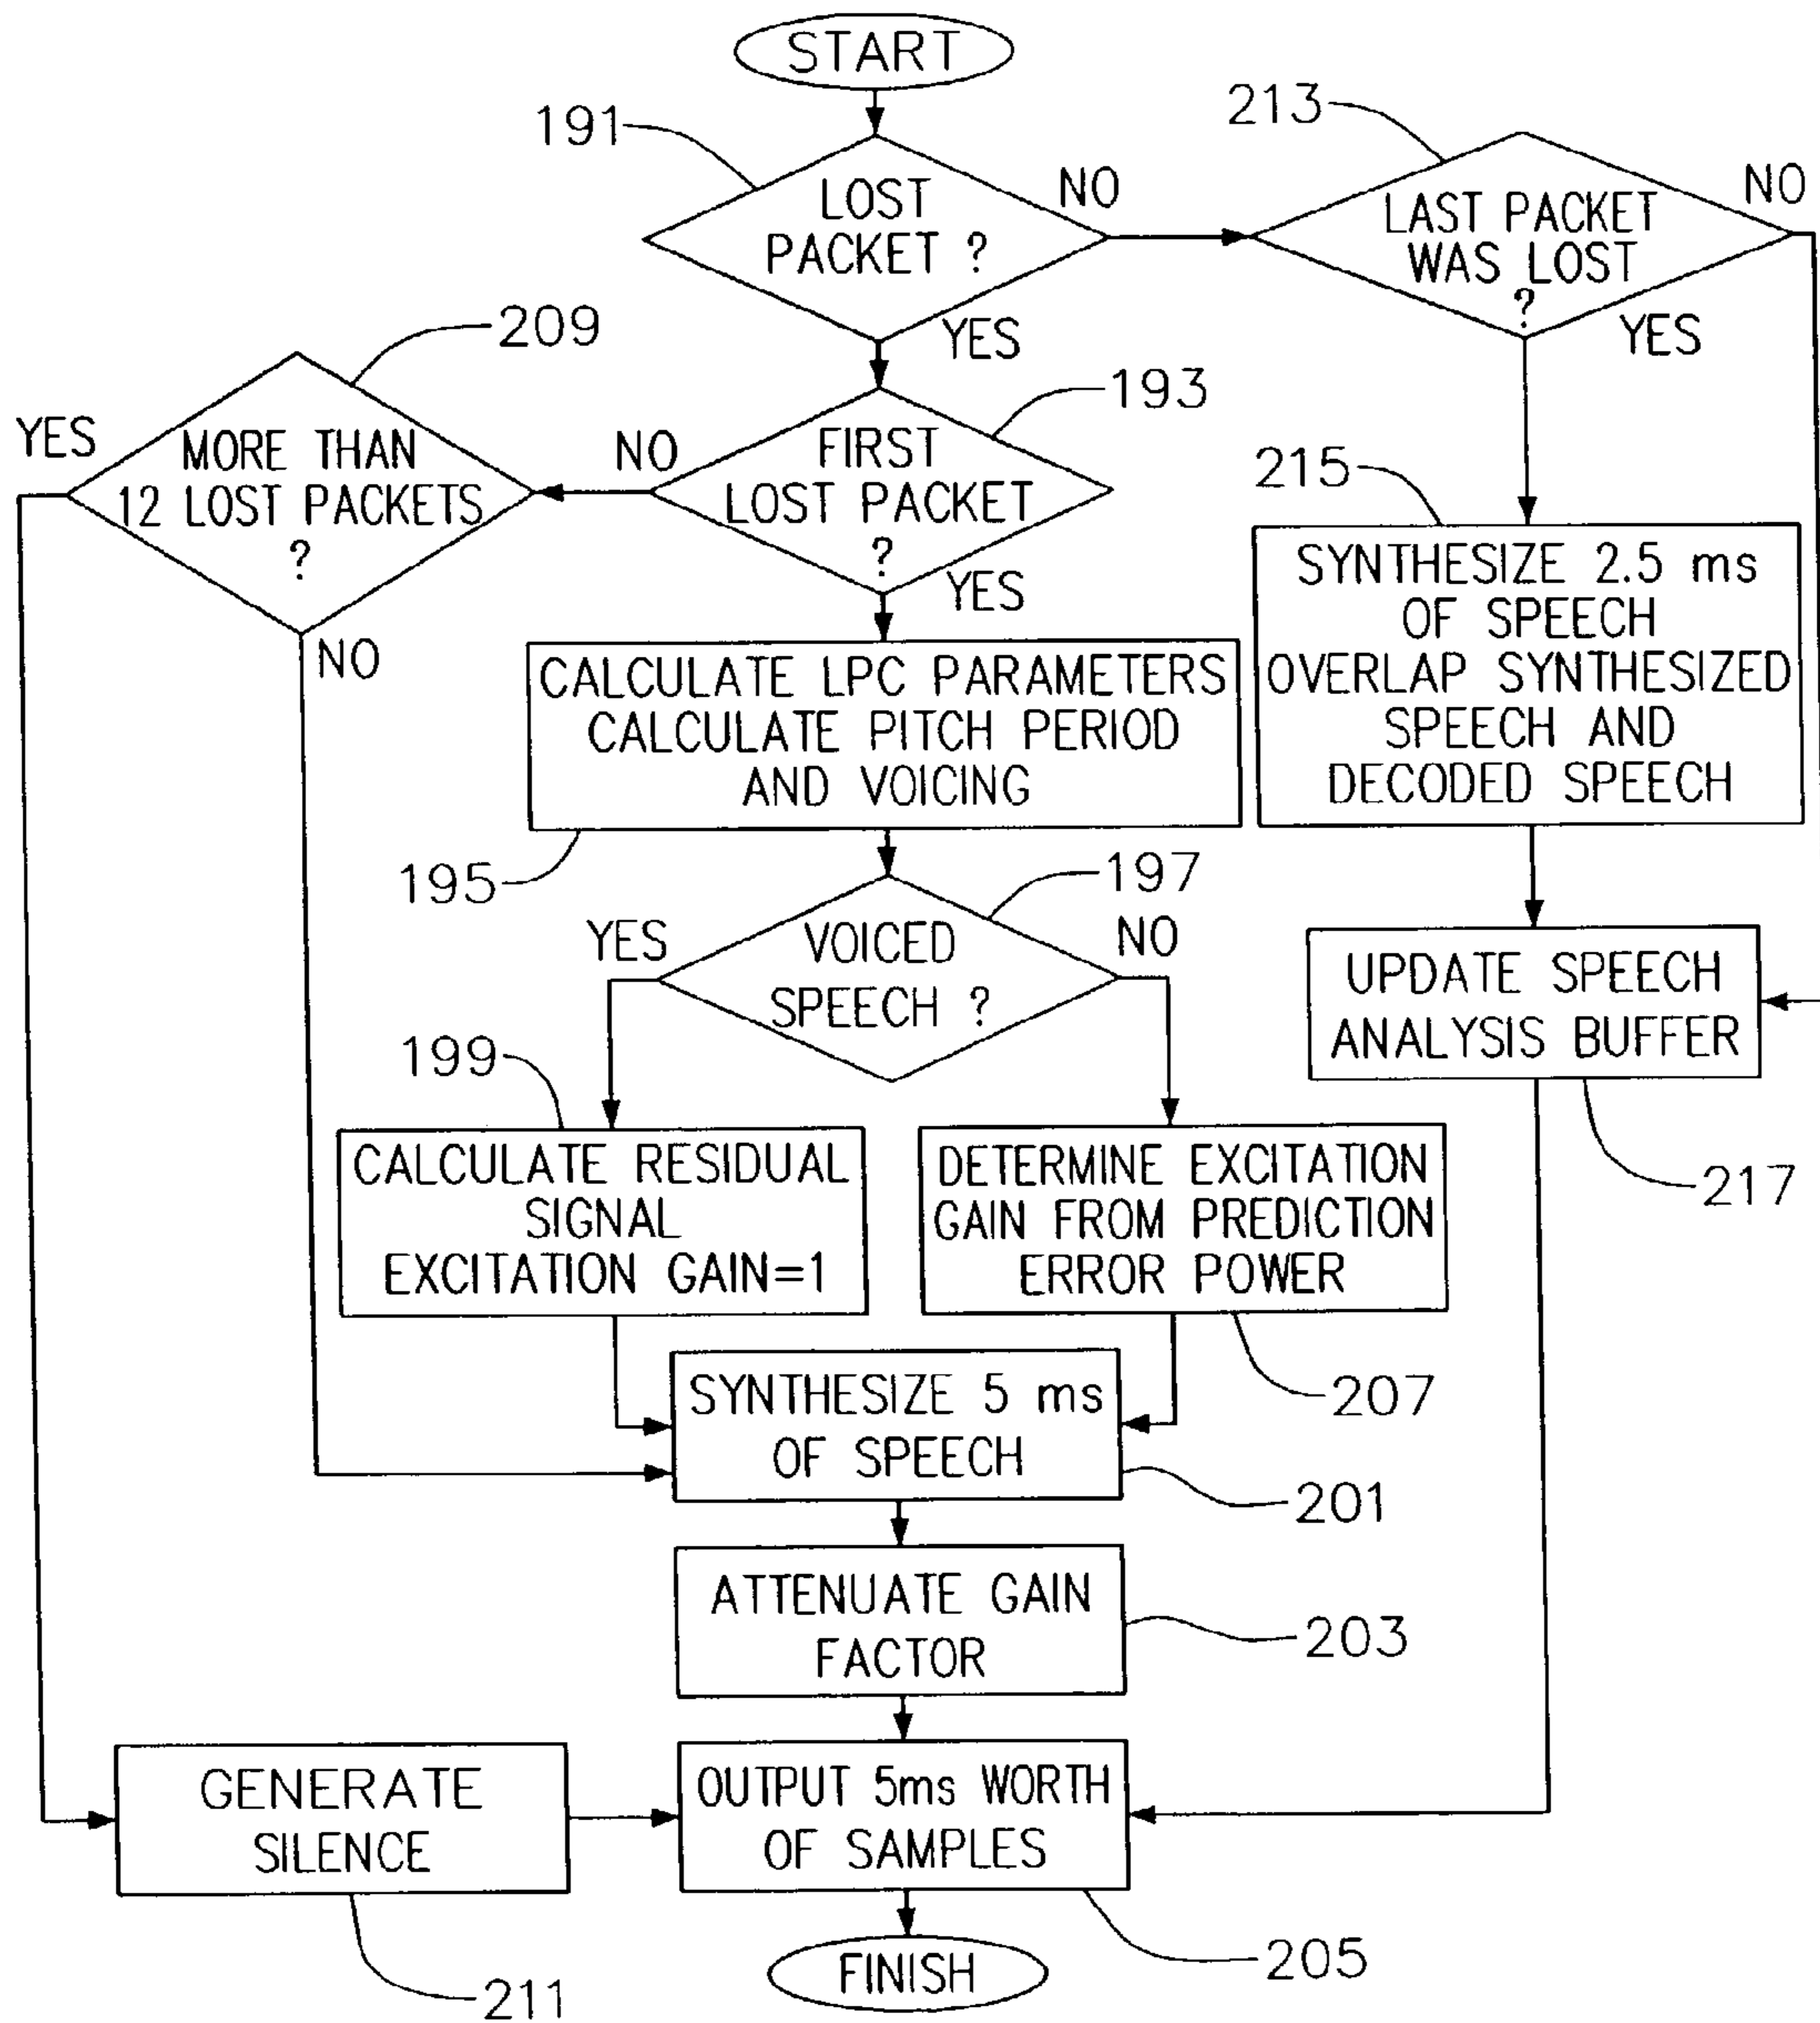 START
191
213
LOST
PACKET ?
NO
LAST PACKET
WAS LOST
?
NO
YES
YES
209
193
YES
MORE THAN
12 LOST PACKETS
?
NO
FIRST
LOST PACKET
?
YES
NO
215
SYNTHESIZE 2.5 ms
OF SPEECH
OVERLAP SYNTHESIZED
SPEECH AND
DECODED SPEECH
CALCULATE LPC PARAMETERS
CALCULATE PITCH PERIOD
AND VOICING
195
197
YES
VOICED
SPEECH ?
NO
UPDATE SPEECH
ANALYSIS BUFFER
217
199
CALCULATE RESIDUAL
SIGNAL
EXCITATION GAIN=1
DETERMINE EXCITATION
GAIN FROM PREDICTION
ERROR POWER
207
SYNTHESIZE 5 ms
OF SPEECH
201
ATTENUATE GAIN
FACTOR
203
GENERATE
SILENCE
211
OUTPUT 5ms WORTH
OF SAMPLES
205
FINISH